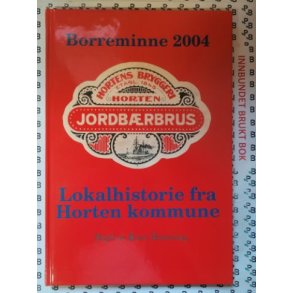 Borreminne 2004
HORTENS BRYGGERI
HORTEN
JORDBÆRBRUS
Lokalhistorie fra
Horten kommune
INNBUNDET BRUKT BOK